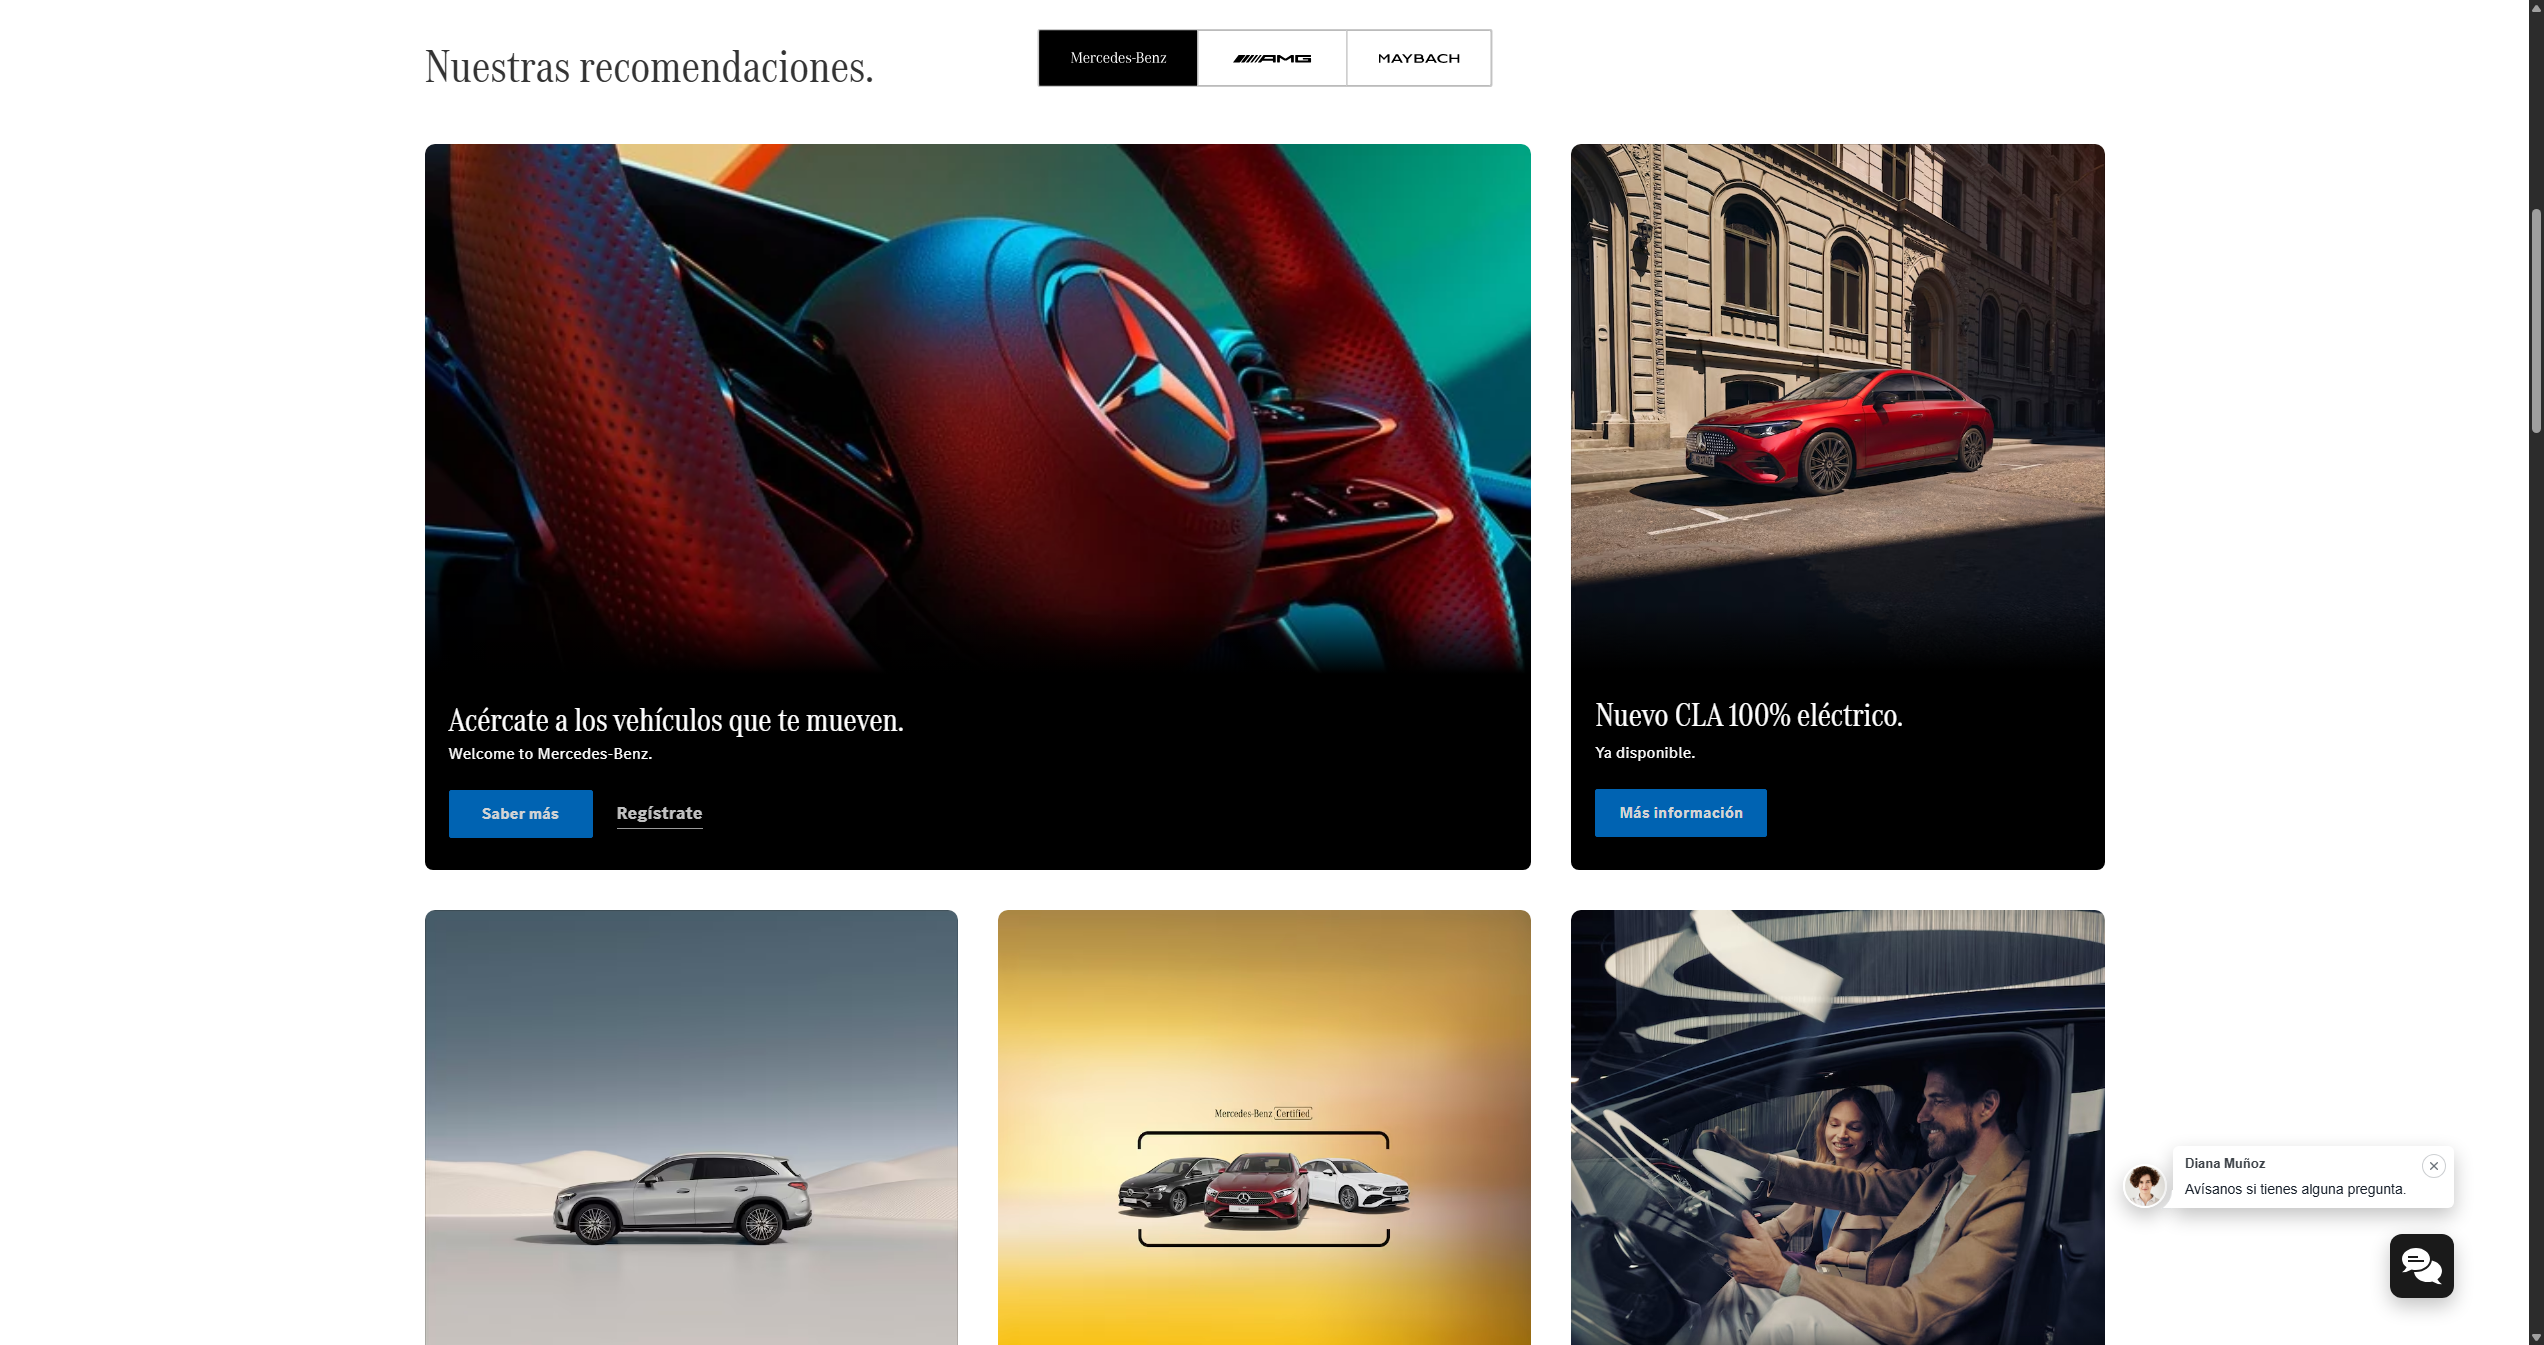 Nuestras recomendaciones.
Mercedes-Benz
AMG
MAYBACH
Acércate a los vehículos que te mueven.
Welcome to Mercedes-Benz.
Saber más
Regístrate
Nuevo CLA 100% eléctrico.
Ya disponible.
Más información
Mercedes-Benz Certified
Diana Muñoz
Avísanos si tienes alguna pregunta.